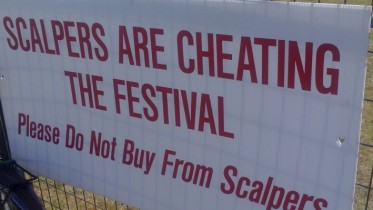 SCALPERS ARE CHEATING
THE FESTIVAL
Please Do Not Buy From Scalpers